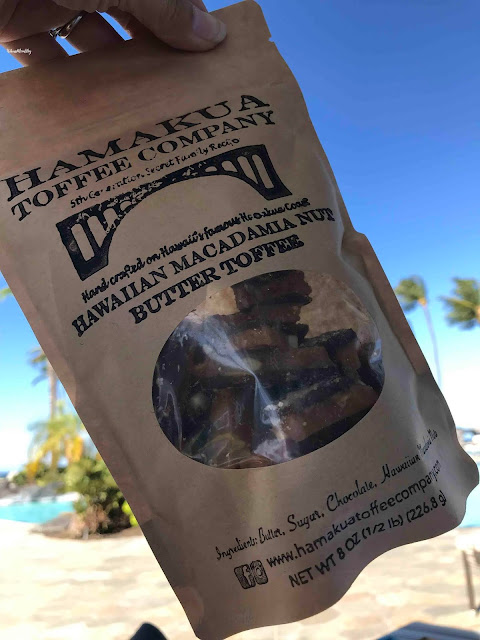 HAMAKUA
TOFFEE COMPANY
5th Generation Secret Family Recipe
Hand crafted on Hawaii's famous Hamakua Coast
HAWAIIAN MACADAMIA NUT
BUTTER TOFFEE
Ingredients: Butter, Sugar, Chocolate, Hawaiian Nuts
www.hamakuatoffeecompany.com
NET WT 8 OZ (1/2 lb) (226.8 g)